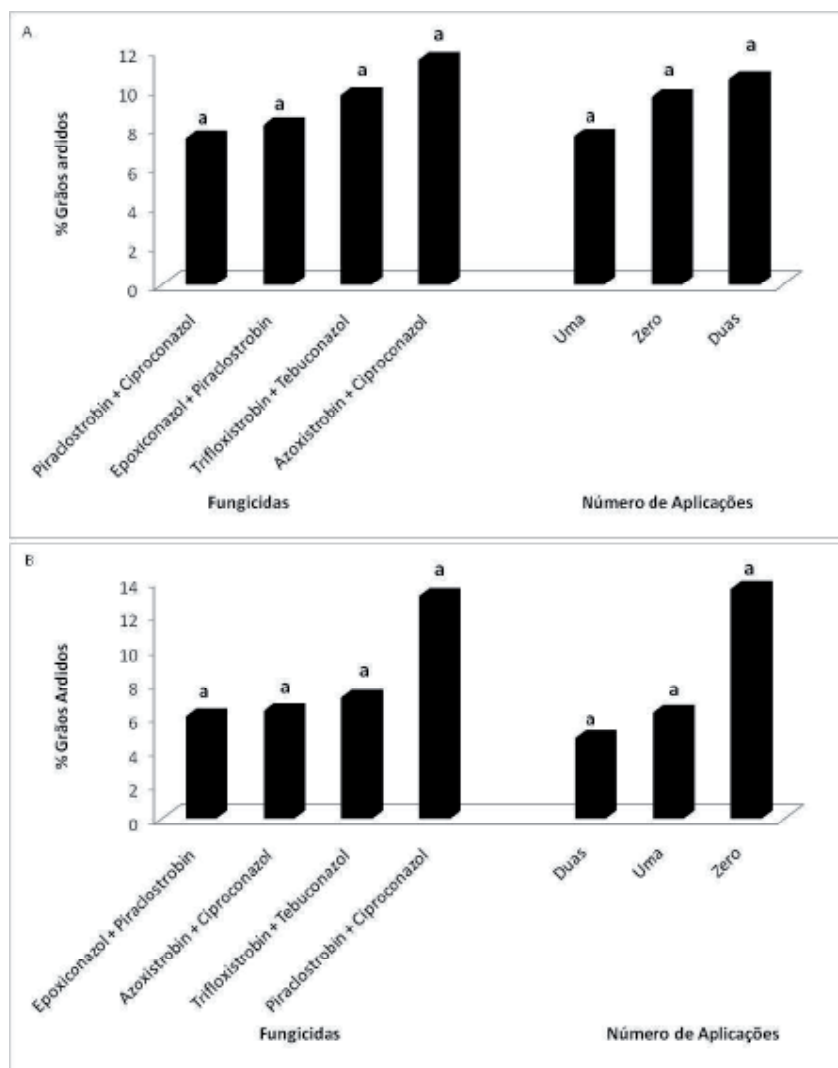 A
% Grãos ardidos
12
10
8
6
4
2
0
a
a
a
a
a
a
a
Piraclostrobin + Ciproconazol
Epoxiconazol + Piraclostrobin
Trifloxistrobin + Tebuconazol
Azoxistrobin + Ciproconazol
Uma
Zero
Duas
Fungicidas
Número de Aplicações
B
% Grãos Ardidos
14
12
10
8
6
4
2
0
a
a
a
a
a
a
a
Epoxiconazol + Piraclostrobin
Azoxistrobin + Ciproconazol
Trifloxistrobin + Tebuconazol
Piraclostrobin + Ciproconazol
Duas
Uma
Zero
Fungicidas
Número de Aplicações